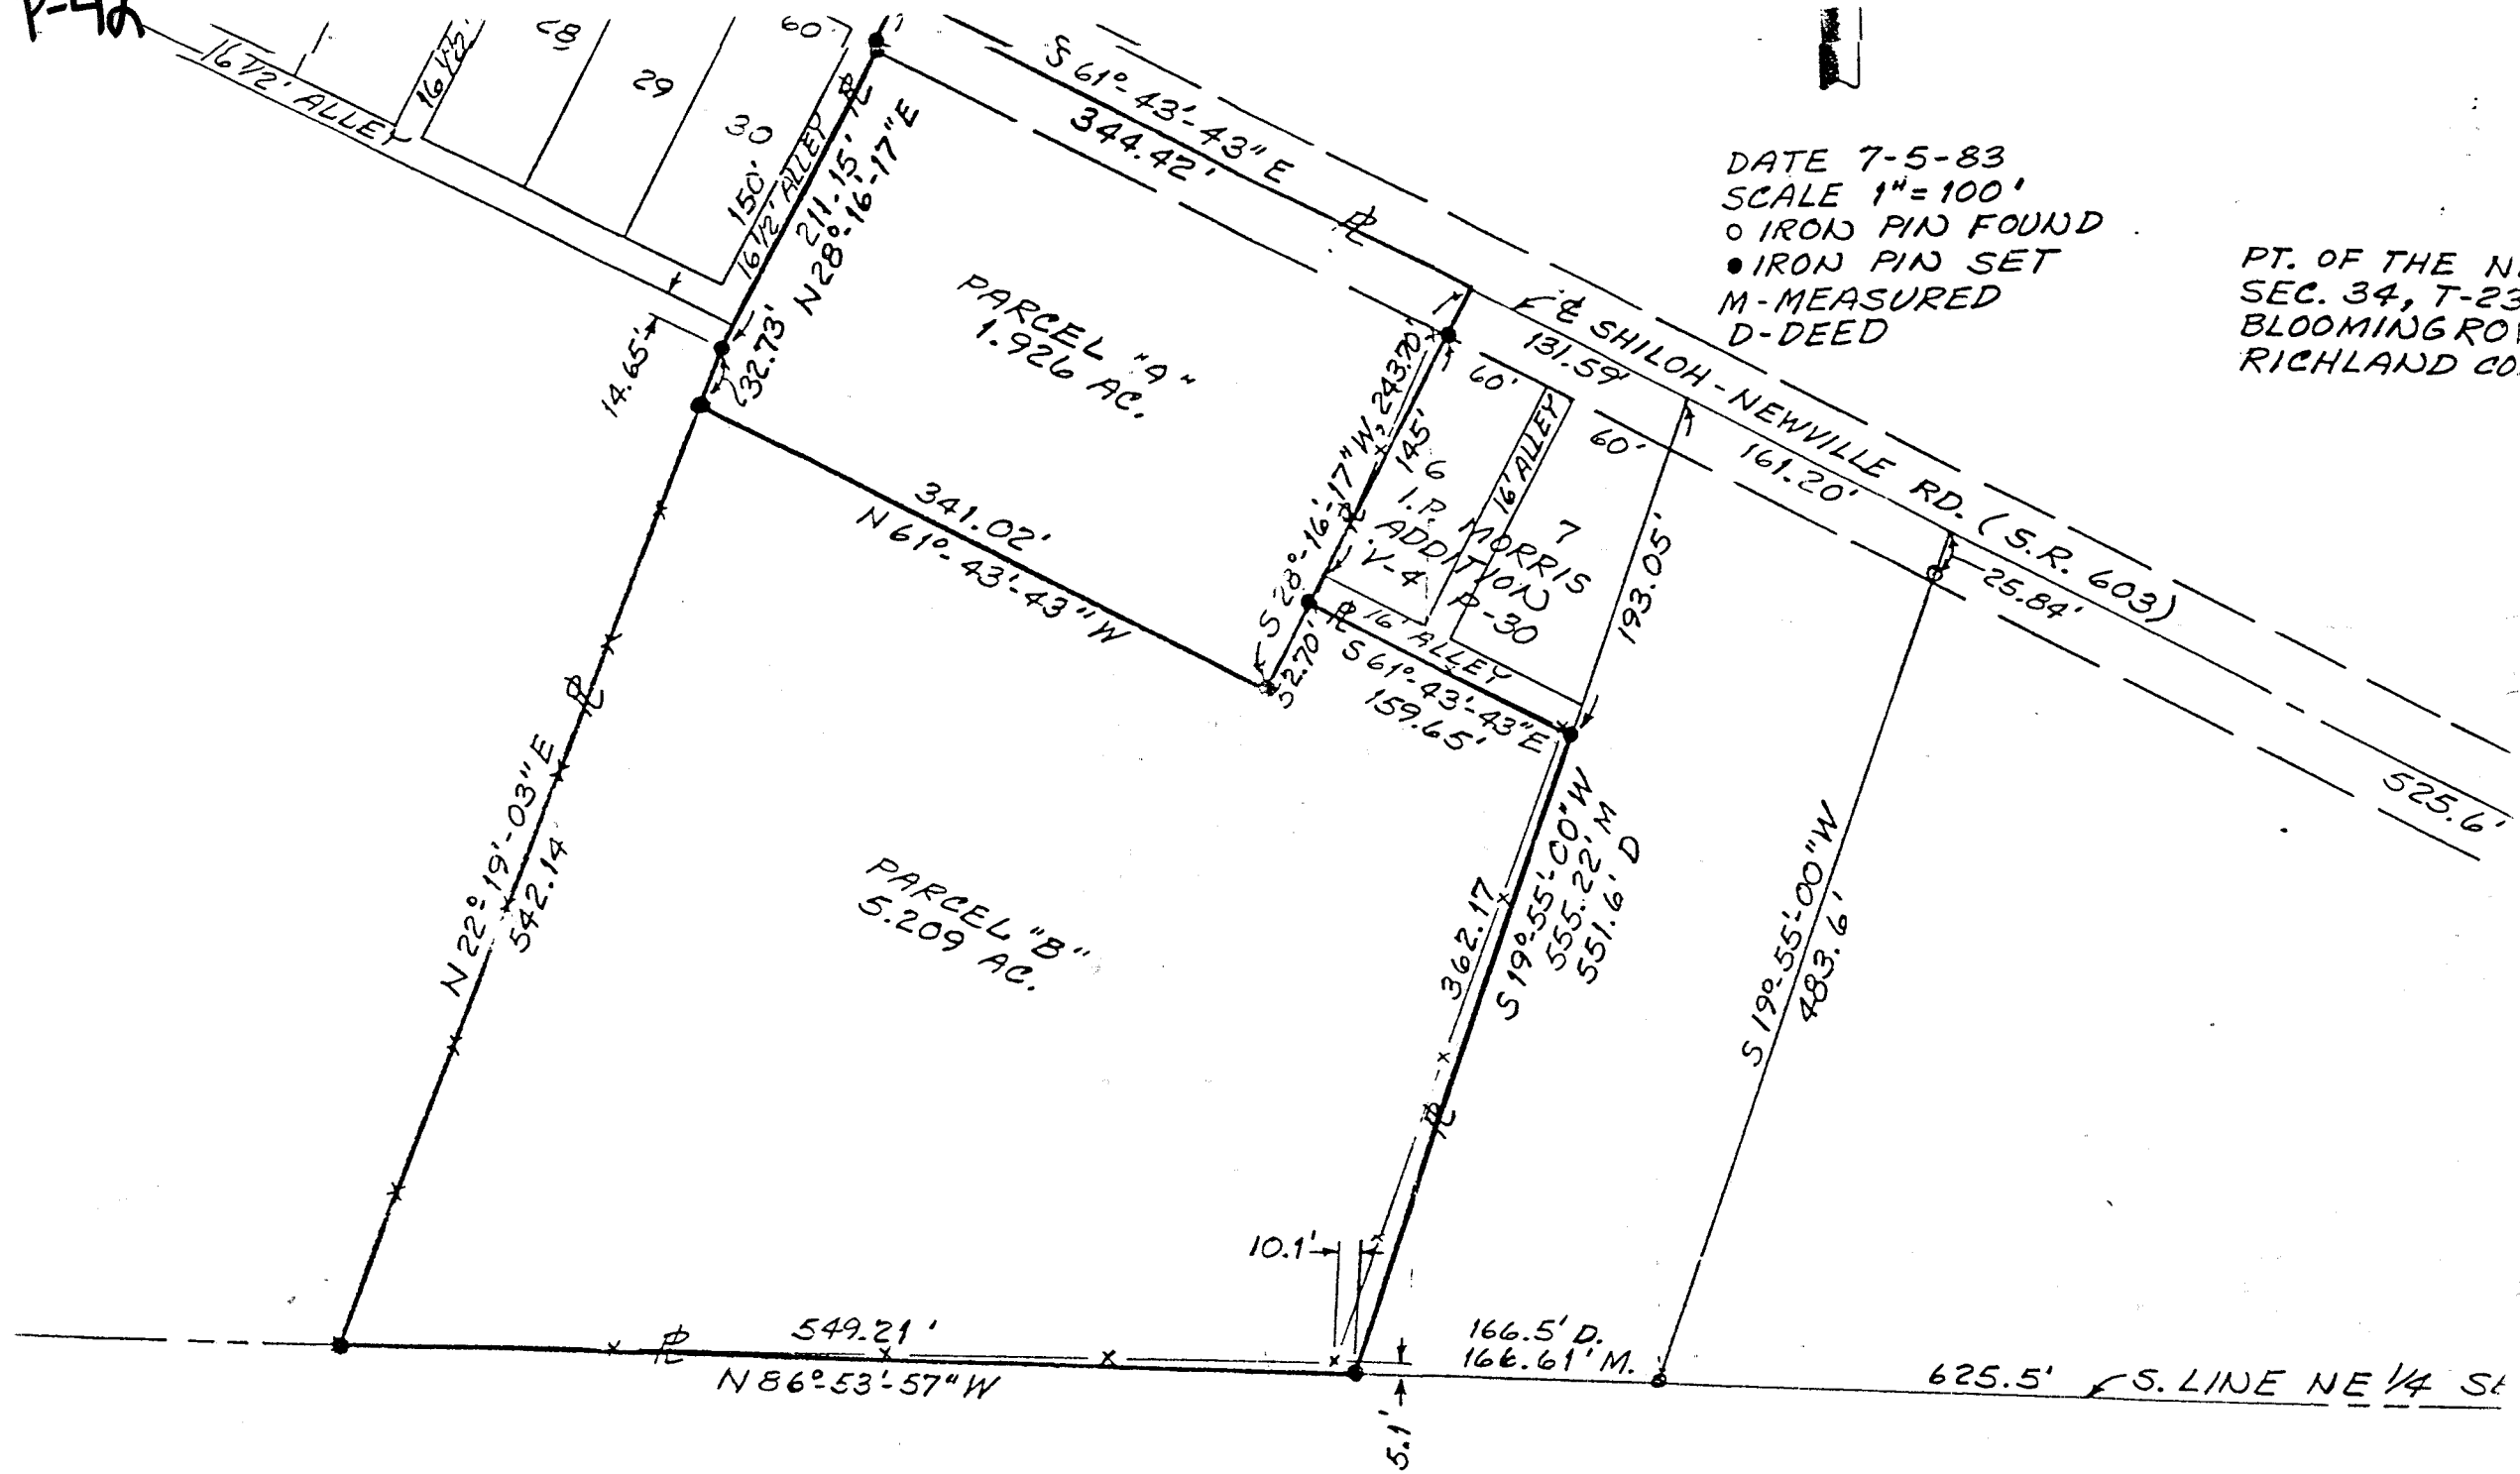 P-42
16 1/2' ALLEY
16 1/2
28
29
30
60
150'
16 1/2' ALLEY
211.15'
N 28°-16'-17" E
S 61°-43'-43" E
344.42'
DATE 7-5-83
SCALE 1"=100'
○ IRON PIN FOUND
● IRON PIN SET
M-MEASURED
D-DEED
PT. OF THE N.
SEC. 34, T-23
BLOOMINGROV
RICHLAND CO.
14.65'
32.73'
PARCEL "A"
1.926 AC.
℄ SHILOH-NEWVILLE RD. (S.R. 603)
131.59'
161.20'
25.84'
525.6'
60'
60'
S 28°-16'-17" W, 243.70'
145'
6
7
16' ALLEY
I.P. MORRIS
ADDITION
V-4 P-30
16' ALLEY
193.05'
341.02'
N 61°-43'-43" W
52.70'
S 61°-43'-43" E
159.65'
N 22°-19'-03" E
542.14'
PARCEL "B"
5.209 AC.
362.17
S 19°-55'-00" W
555.22' M
551.6' D
S 19°-55'-00" W
483.6'
10.1'
549.21'
N 86°-53'-57" W
166.5' D.
166.61' M.
5.1'
625.5'
S. LINE NE 1/4 SE